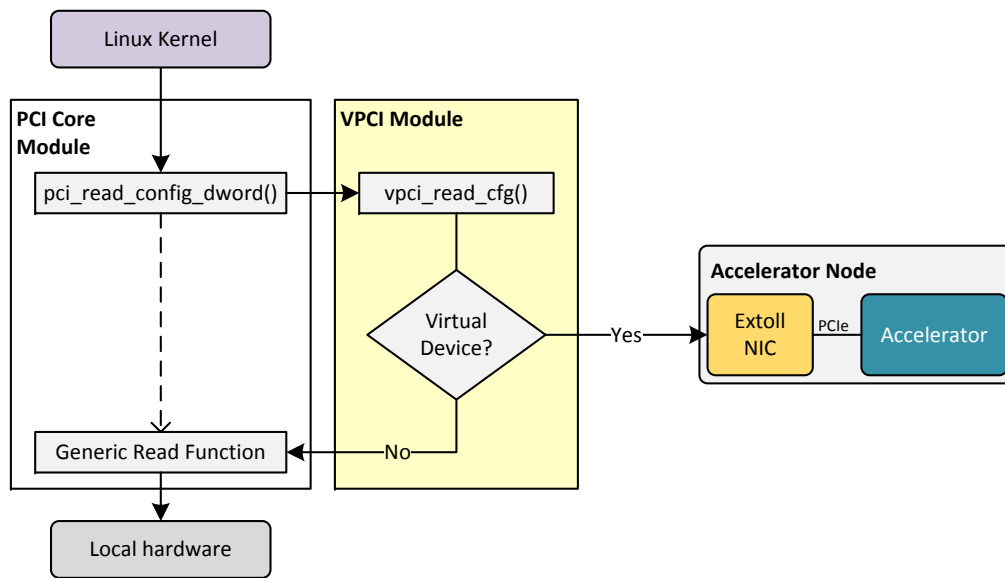 Linux Kernel
PCI Core
Module
VPCI Module
pci_read_config_dword()
vpci_read_cfg()
Accelerator Node
Virtual
Device?
Yes
Extoll
NIC
PCIe
Accelerator
Generic Read Function
No
Local hardware